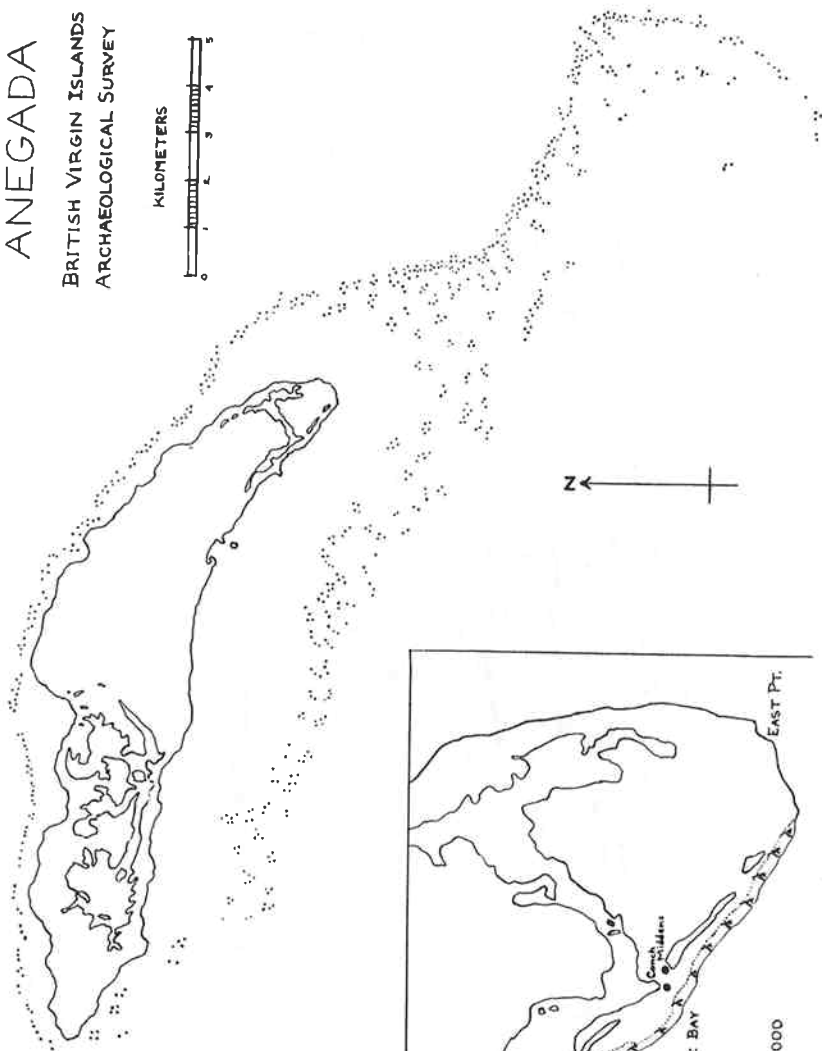 ANEGADA
BRITISH VIRGIN ISLANDS
ARCHAEOLOGICAL SURVEY
KILOMETERS
0 1 2 3 4 5
N
Conch
Middens
EAST PT.
BAY
000